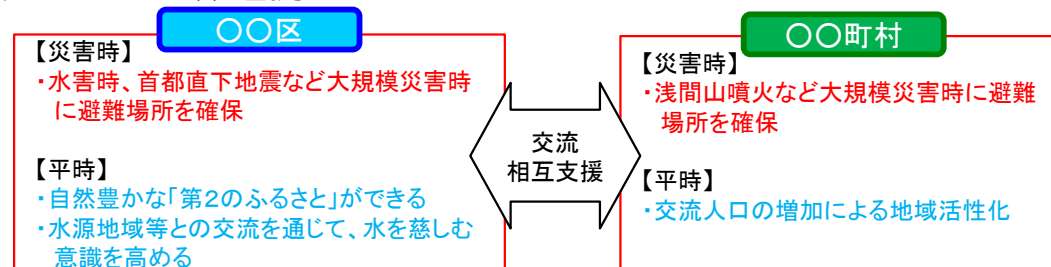 〇〇区
【災害時】
・水害時、首都直下地震など大規模災害時
に避難場所を確保
【平時】
・自然豊かな「第2のふるさと」ができる
・水源地域等との交流を通じて、水を慈しむ
意識を高める
交流
相互支援
〇〇町村
【災害時】
・浅間山噴火など大規模災害時に避難
場所を確保
【平時】
・交流人口の増加による地域活性化